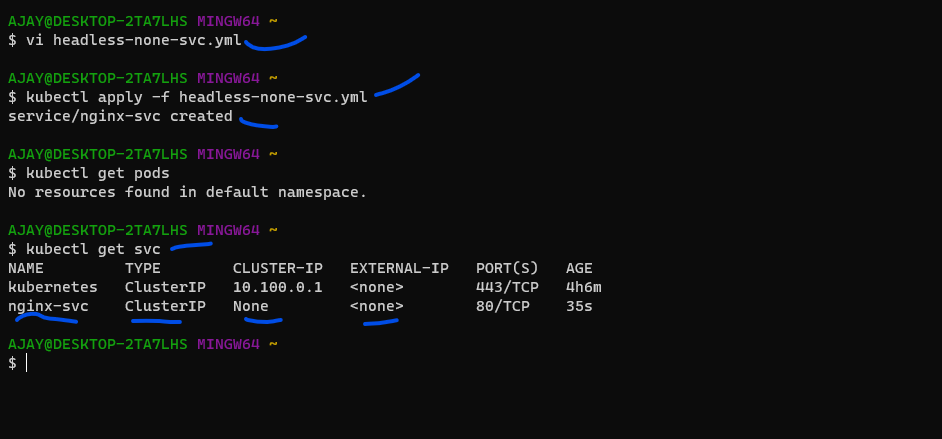 AJAY@DESKTOP-2TA7LHS MINGW64 ~
$ vi headless-none-svc.yml
AJAY@DESKTOP-2TA7LHS MINGW64 ~
$ kubectl apply -f headless-none-svc.yml
service/nginx-svc created
AJAY@DESKTOP-2TA7LHS MINGW64 ~
$ kubectl get pods
No resources found in default namespace.
AJAY@DESKTOP-2TA7LHS MINGW64 ~
$ kubectl get svc
NAME         TYPE        CLUSTER-IP   EXTERNAL-IP   PORT(S)   AGE
kubernetes   ClusterIP   10.100.0.1   <none>        443/TCP   4h6m
nginx-svc    ClusterIP   None         <none>        80/TCP    35s
AJAY@DESKTOP-2TA7LHS MINGW64 ~
$